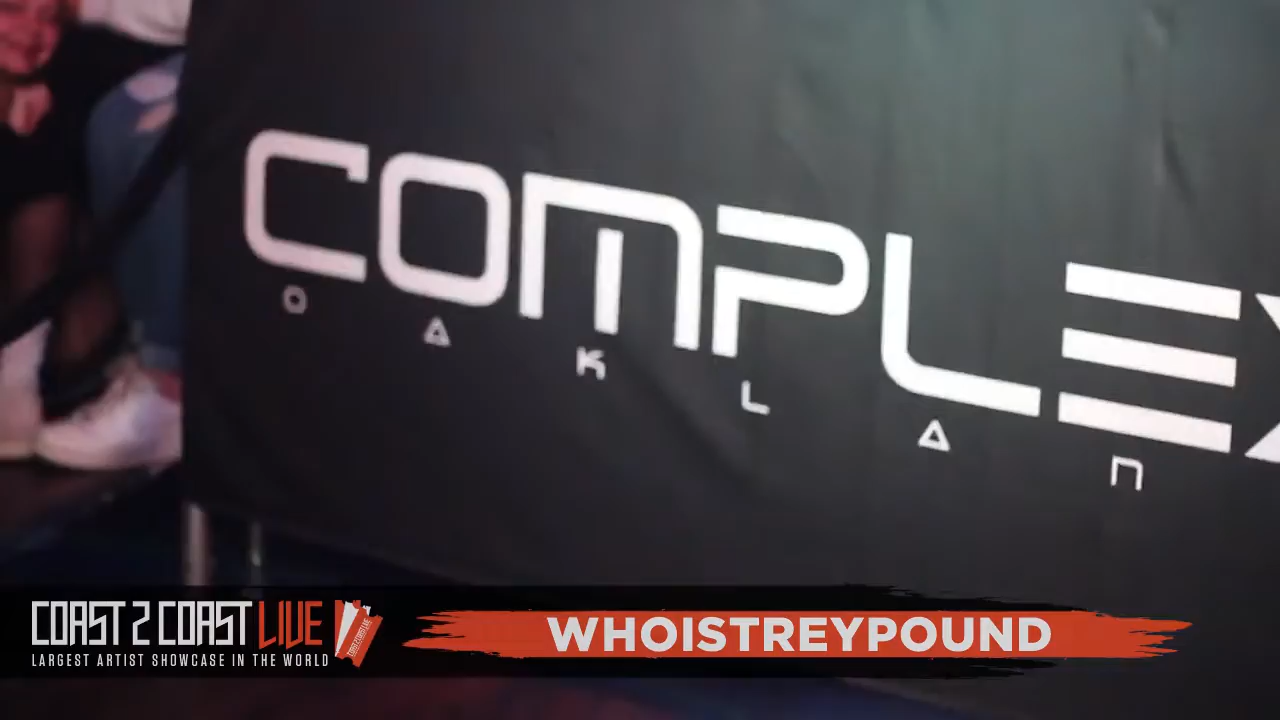 COMPLEX
OAKLAN
COAST 2 COAST LIVE
LARGEST ARTIST SHOWCASE IN THE WORLD
WHOISTREYPOUND